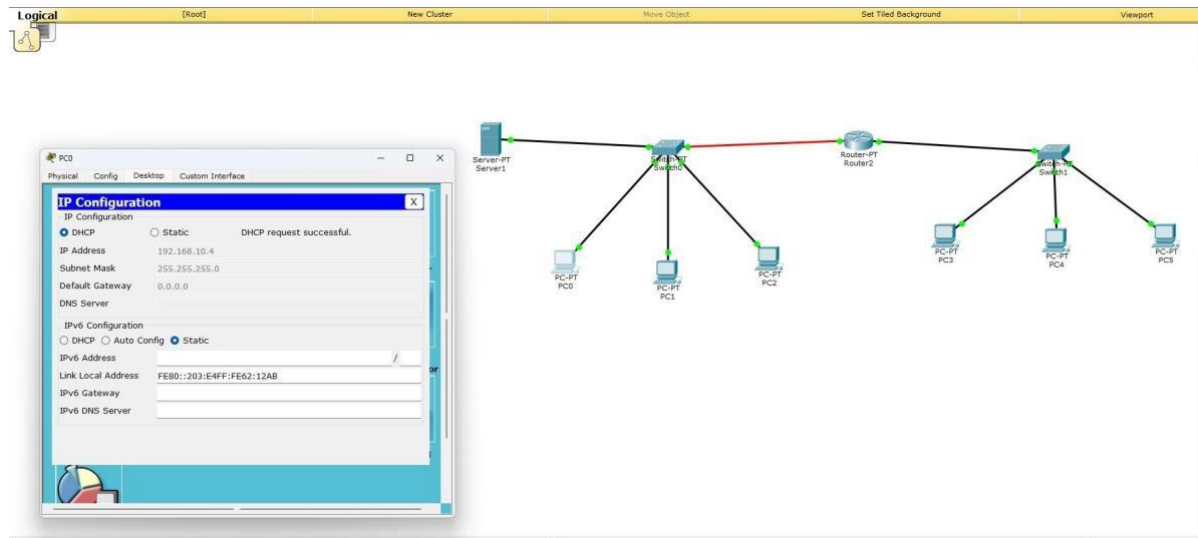 Logical [Root] New Cluster Move Object Set Tiled Background Viewport
PC0
Physical Config Desktop Custom Interface
IP Configuration X
IP Configuration
DHCP Static DHCP request successful.
IP Address 192.168.10.4
Subnet Mask 255.255.255.0
Default Gateway 0.0.0.0
DNS Server
IPv6 Configuration
DHCP Auto Config Static
IPv6 Address /
Link Local Address FE80::203:E4FF:FE62:12AB
IPv6 Gateway
IPv6 DNS Server
or
Server-PT
Server1
Switch-PT
Switch0
Router-PT
Router2
Switch-PT
Switch1
PC-PT
PC0
PC-PT
PC1
PC-PT
PC2
PC-PT
PC3
PC-PT
PC4
PC-PT
PC5